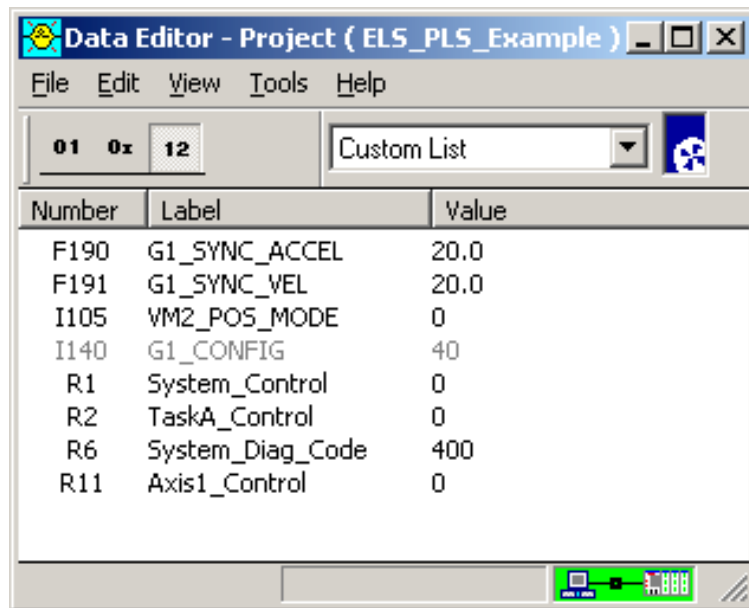 Data Editor - Project ( ELS_PLS_Example )
File Edit View Tools Help
01 0x 12 Custom List
Number Label Value
F190 G1_SYNC_ACCEL 20.0
F191 G1_SYNC_VEL 20.0
I105 VM2_POS_MODE 0
I140 G1_CONFIG 40
R1 System_Control 0
R2 TaskA_Control 0
R6 System_Diag_Code 400
R11 Axis1_Control 0